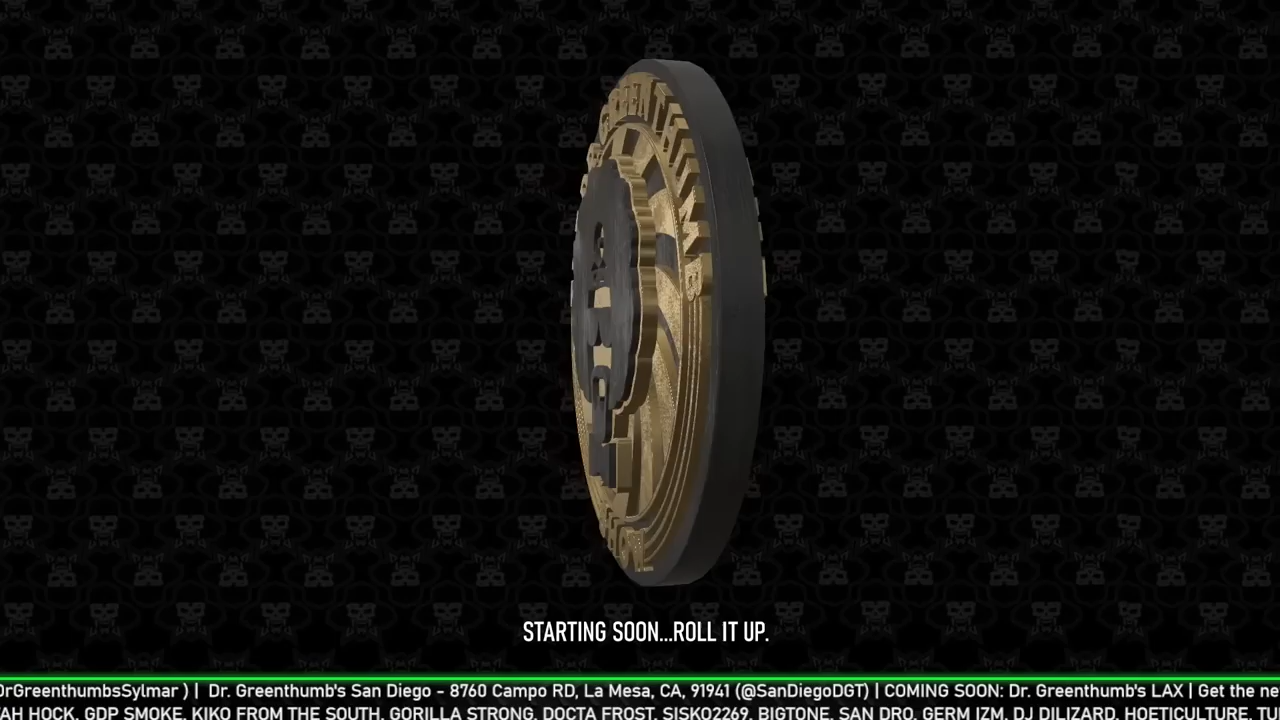 GREENTHUMB
STARTING SOON...ROLL IT UP.
DrGreenthumbsSylmar ) | Dr. Greenthumb's San Diego - 8760 Campo RD, La Mesa, CA, 91941 (@SanDiegoDGT) | COMING SOON: Dr. Greenthumb's LAX | Get the ne
AH HOCK, GDP SMOKE, KIKO FROM THE SOUTH, GORILLA STRONG, DOCTA FROST, SISKO2269, BIGTONE, SAN DRO, GERM IZM, DJ DILIZARD, HOETICULTURE,